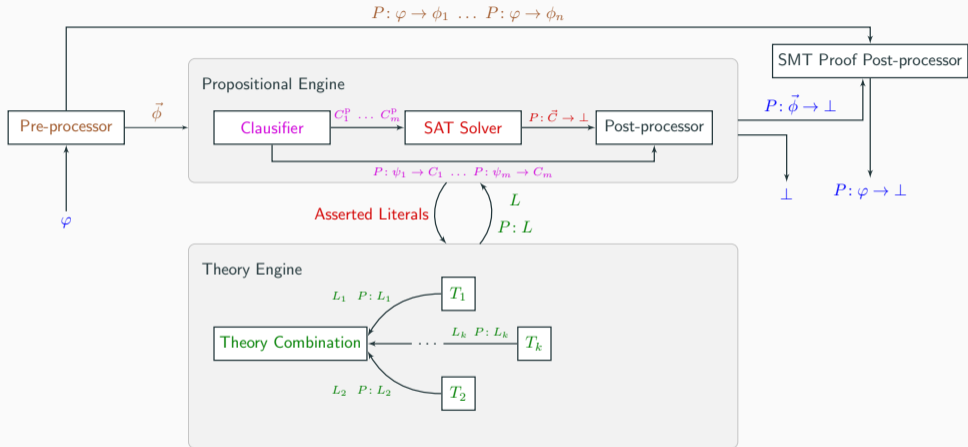 P: φ → ϕ₁ … P: φ → ϕₙ
SMT Proof Post-processor
Propositional Engine
Pre-processor
ϕ⃗
Clausifier
C₁ᵖ … Cₘᵖ
SAT Solver
P: C⃗ → ⊥
Post-processor
P: ϕ⃗ → ⊥
P: ψ₁ → C₁ … P: ψₘ → Cₘ
φ
⊥
P: φ → ⊥
Asserted Literals
L
P: L
Theory Engine
L₁ P: L₁
T₁
Theory Combination
…
Lₖ P: Lₖ
Tₖ
L₂ P: L₂
T₂